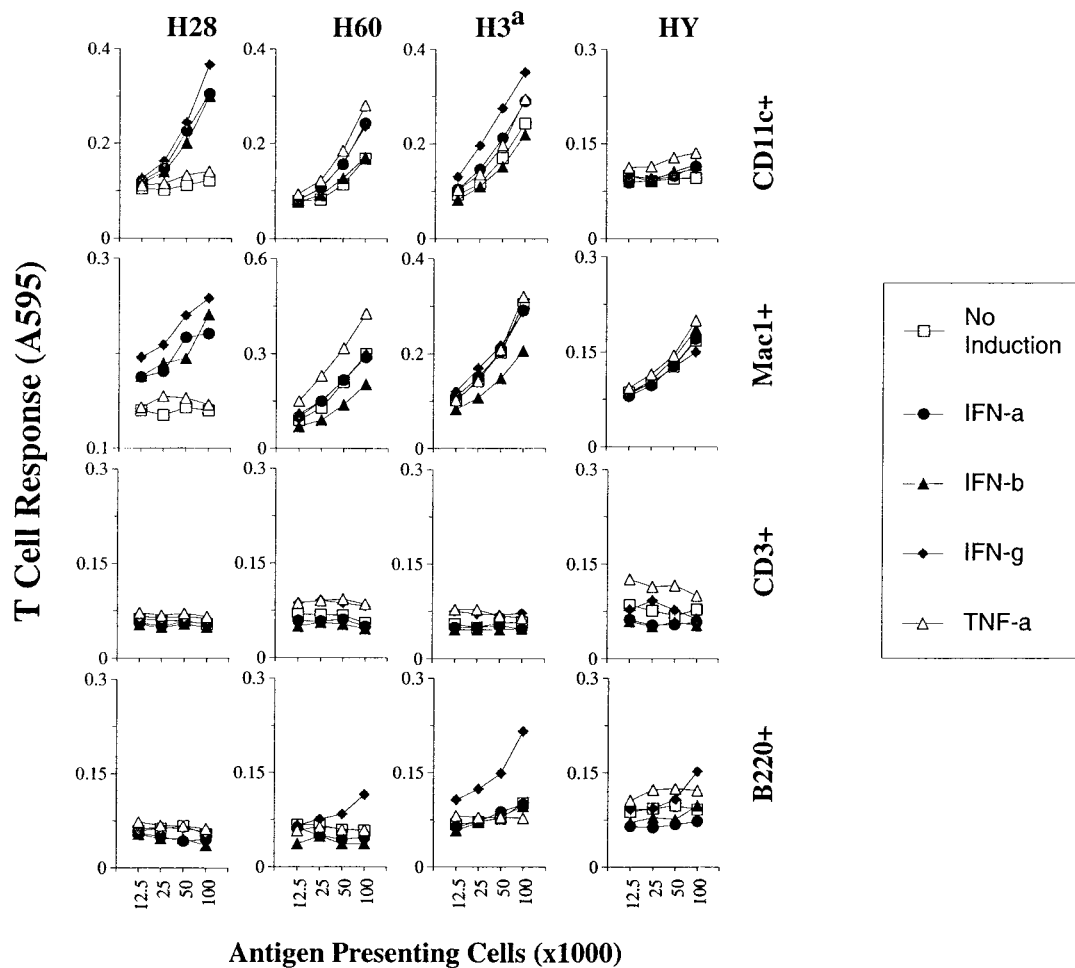 H28 H60 H3a HY
T Cell Response (A595)
0.4 0.4 0.4 0.3
0.2 0.2 0.2 0.15
0 0 0 0
CD11c+
0.3 0.6 0.4 0.3
0.3 0.2 0.15
0.1 0 0 0
Mac1+
0.3 0.3 0.3 0.3
0.15 0.15 0.15 0.15
0 0 0 0
CD3+
0.3 0.3 0.3 0.3
0.15 0.15 0.15 0.15
0 0 0 0
B220+
12.5 25 50 100 12.5 25 50 100 12.5 25 50 100 12.5 25 50 100
Antigen Presenting Cells (x1000)
No
Induction
IFN-a
IFN-b
IFN-g
TNF-a